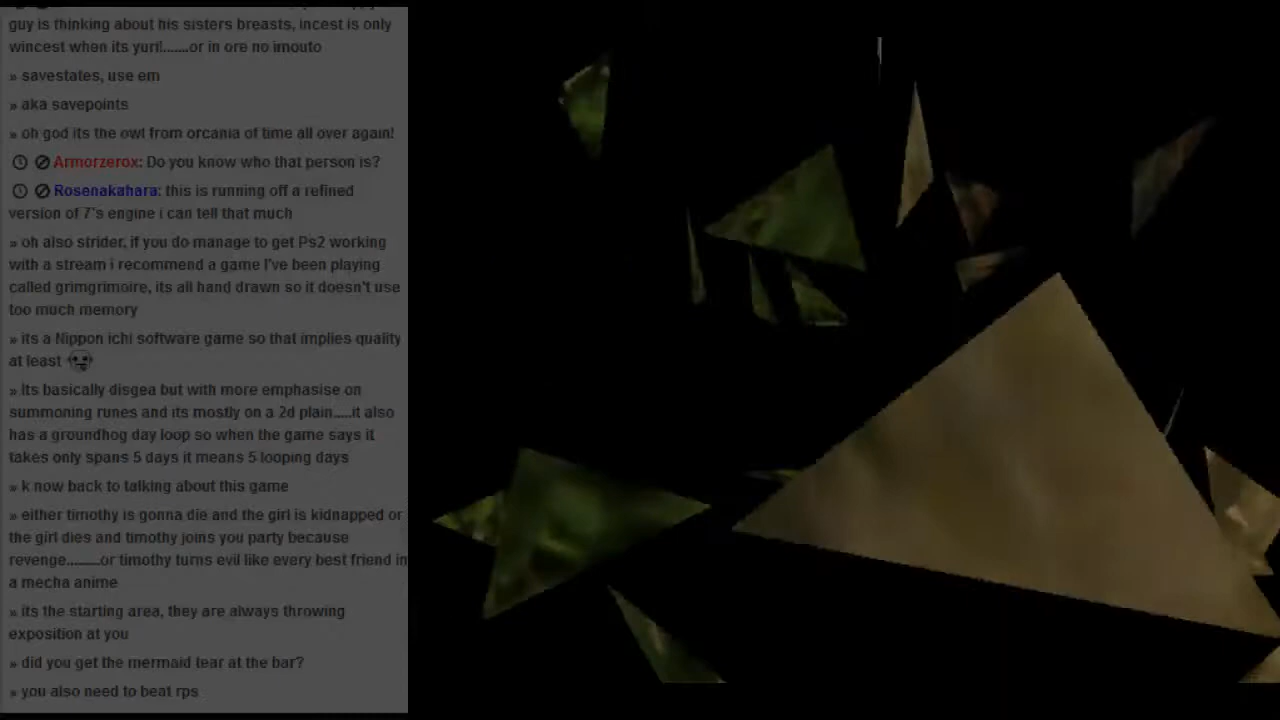 guy is thinking about his sisters breasts, incest is only
wincest when its yuri!.......or in ore no imouto
» savestates, use em
» aka savepoints
» oh god its the owl from orcania of time all over again!
Armorzerox: Do you know who that person is?
Rosenakahara: this is running off a refined
version of 7's engine i can tell that much
» oh also strider, if you do manage to get Ps2 working
with a stream i recommend a game I've been playing
called grimgrimoire, its all hand drawn so it doesn't use
too much memory
» its a Nippon ichi software game so that implies quality
at least
» its basically disgea but with more emphasise on
summoning runes and its mostly on a 2d plain.....it also
has a groundhog day loop so when the game says it
takes only spans 5 days it means 5 looping days
» k now back to talking about this game
» either timothy is gonna die and the girl is kidnapped or
the girl dies and timothy joins you party because
revenge.........or timothy turns evil like every best friend in
a mecha anime
» its the starting area, they are always throwing
exposition at you
» did you get the mermaid tear at the bar?
» you also need to beat rps